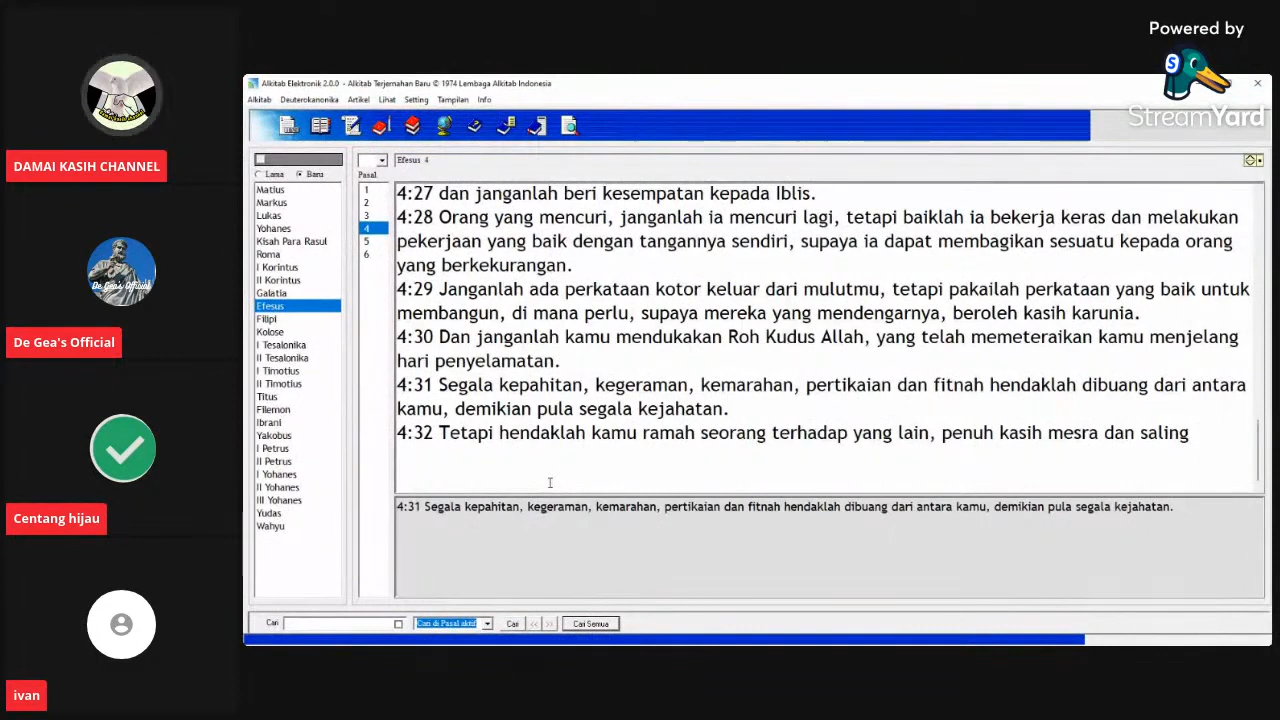 Powered by
StreamYard
DAMAI KASIH CHANNEL
De Gea's Official
De Gea's Official
Centang hijau
ivan
Alkitab Elektronik 2.0.0 - Alkitab Terjemahan Baru © 1974 Lembaga Alkitab Indonesia
Alkitab Deuterokanonika Artikel Lihat Setting Tampilan Info
Lama Baru
Matius
Markus
Lukas
Yohanes
Kisah Para Rasul
Roma
I Korintus
II Korintus
Galatia
Efesus
Filipi
Kolose
I Tesalonika
II Tesalonika
I Timotius
II Timotius
Titus
Filemon
Ibrani
Yakobus
I Petrus
II Petrus
I Yohanes
II Yohanes
III Yohanes
Yudas
Wahyu
Pasal
1
2
3
4
5
6
Efesus 4
4:27 dan janganlah beri kesempatan kepada Iblis.
4:28 Orang yang mencuri, janganlah ia mencuri lagi, tetapi baiklah ia bekerja keras dan melakukan
pekerjaan yang baik dengan tangannya sendiri, supaya ia dapat membagikan sesuatu kepada orang
yang berkekurangan.
4:29 Janganlah ada perkataan kotor keluar dari mulutmu, tetapi pakailah perkataan yang baik untuk
membangun, di mana perlu, supaya mereka yang mendengarnya, beroleh kasih karunia.
4:30 Dan janganlah kamu mendukakan Roh Kudus Allah, yang telah memeteraikan kamu menjelang
hari penyelamatan.
4:31 Segala kepahitan, kegeraman, kemarahan, pertikaian dan fitnah hendaklah dibuang dari antara
kamu, demikian pula segala kejahatan.
4:32 Tetapi hendaklah kamu ramah seorang terhadap yang lain, penuh kasih mesra dan saling
4:31 Segala kepahitan, kegeraman, kemarahan, pertikaian dan fitnah hendaklah dibuang dari antara kamu, demikian pula segala kejahatan.
Cari Cari di Pasal aktif Cari << >> Cari Semua